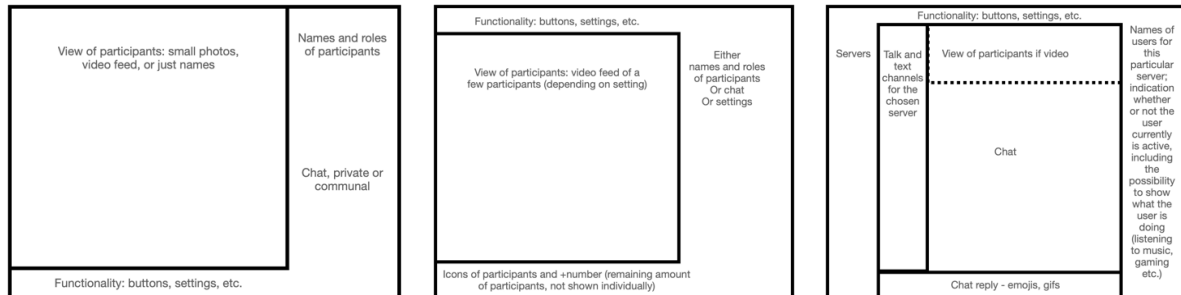 View of participants: small photos,
video feed, or just names
Names and roles
of participants
Chat, private or
communal
Functionality: buttons, settings, etc.
Functionality: buttons, settings, etc.
View of participants: video feed of a
few participants (depending on setting)
Either
names and roles
of participants
Or chat
Or settings
Icons of participants and +number (remaining amount
of participants, not shown individually)
Functionality: buttons, settings, etc.
Servers
Talk and
text
channels
for the
chosen
server
View of participants if video
Chat
Names of
users for
this
particular
server;
indication
whether
or not the
user
currently
is active,
including
the
possibility
to show
what the
user is
doing
(listening
to music,
gaming
etc.)
Chat reply - emojis, gifs